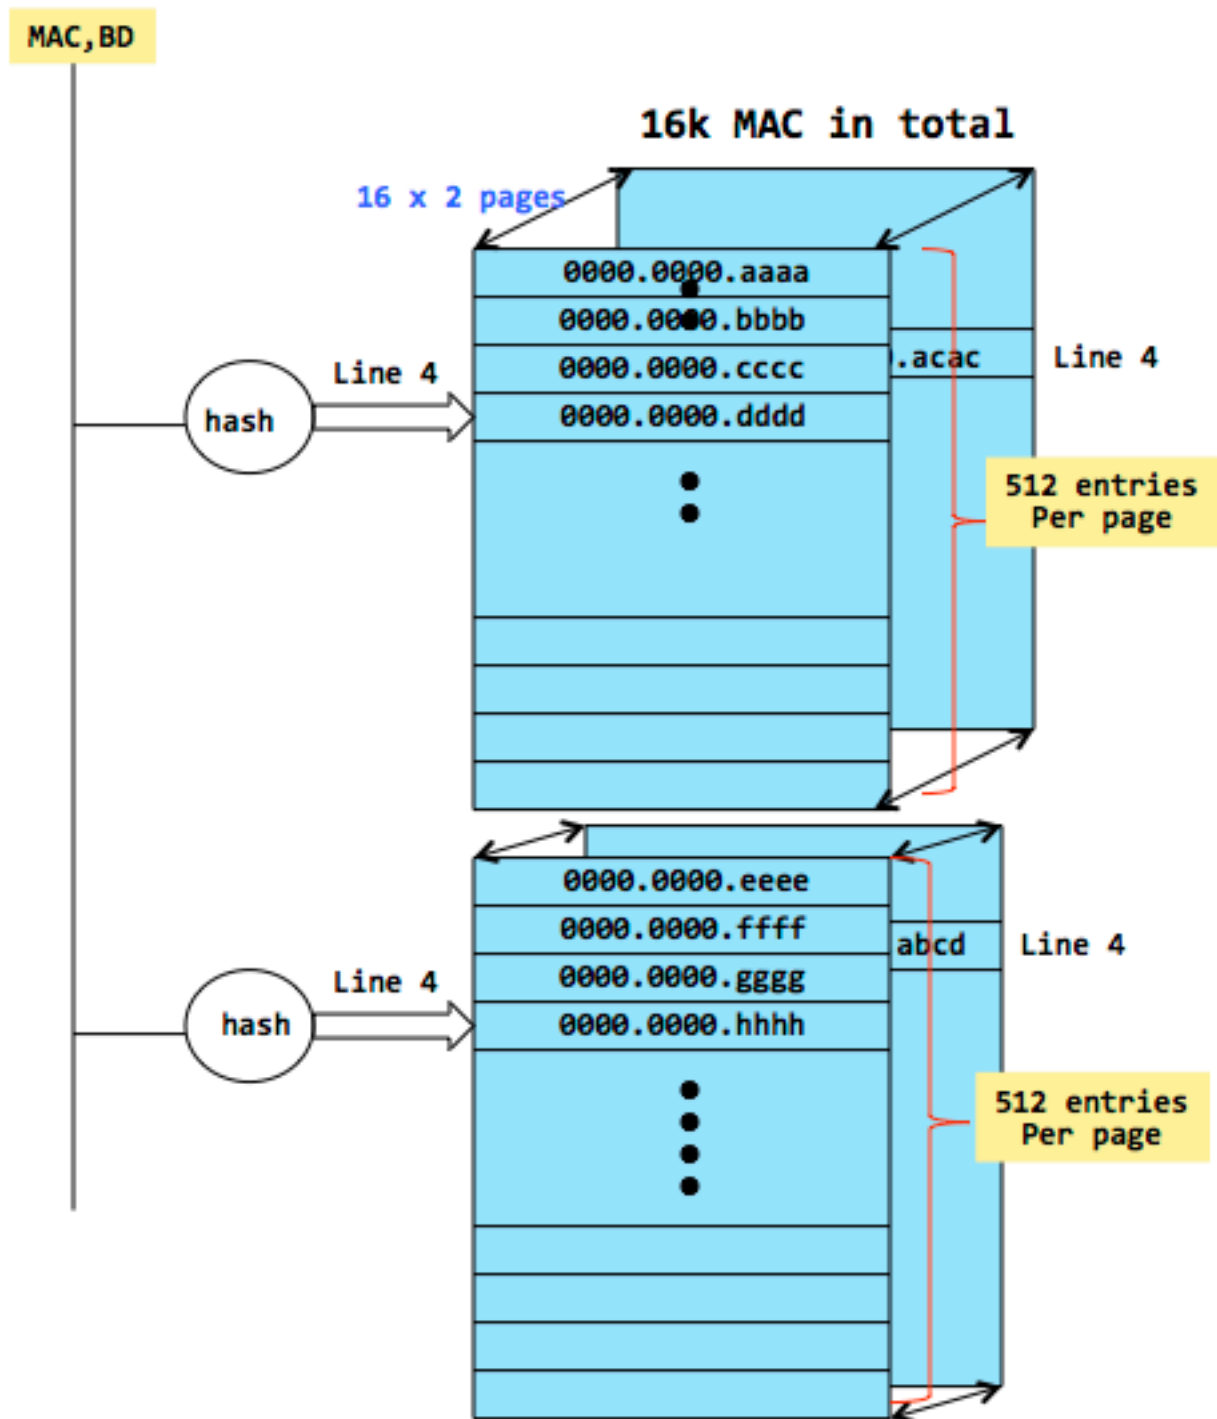 MAC,BD
16k MAC in total
16 x 2 pages
0000.0000.aaaa
0000.0000.bbbb
0000.0000.cccc
0000.0000.dddd
.acac
Line 4
hash
Line 4
512 entries
Per page
0000.0000.eeee
0000.0000.ffff
0000.0000.gggg
0000.0000.hhhh
abcd
Line 4
hash
Line 4
512 entries
Per page